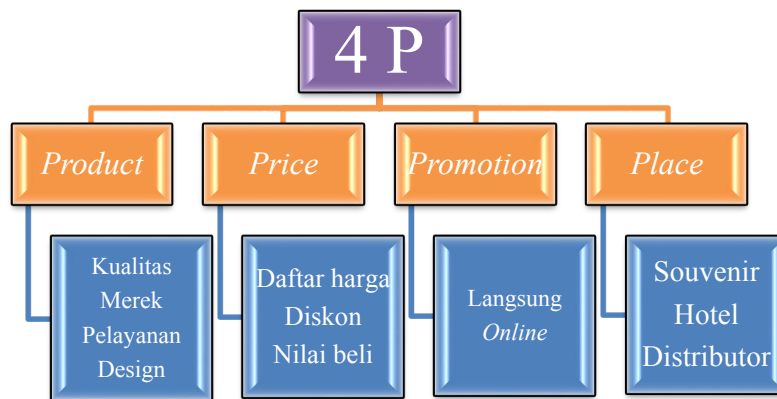 4 P
Product
Price
Promotion
Place
Kualitas
Merek
Pelayanan
Design
Daftar harga
Diskon
Nilai beli
Langsung
Online
Souvenir
Hotel
Distributor